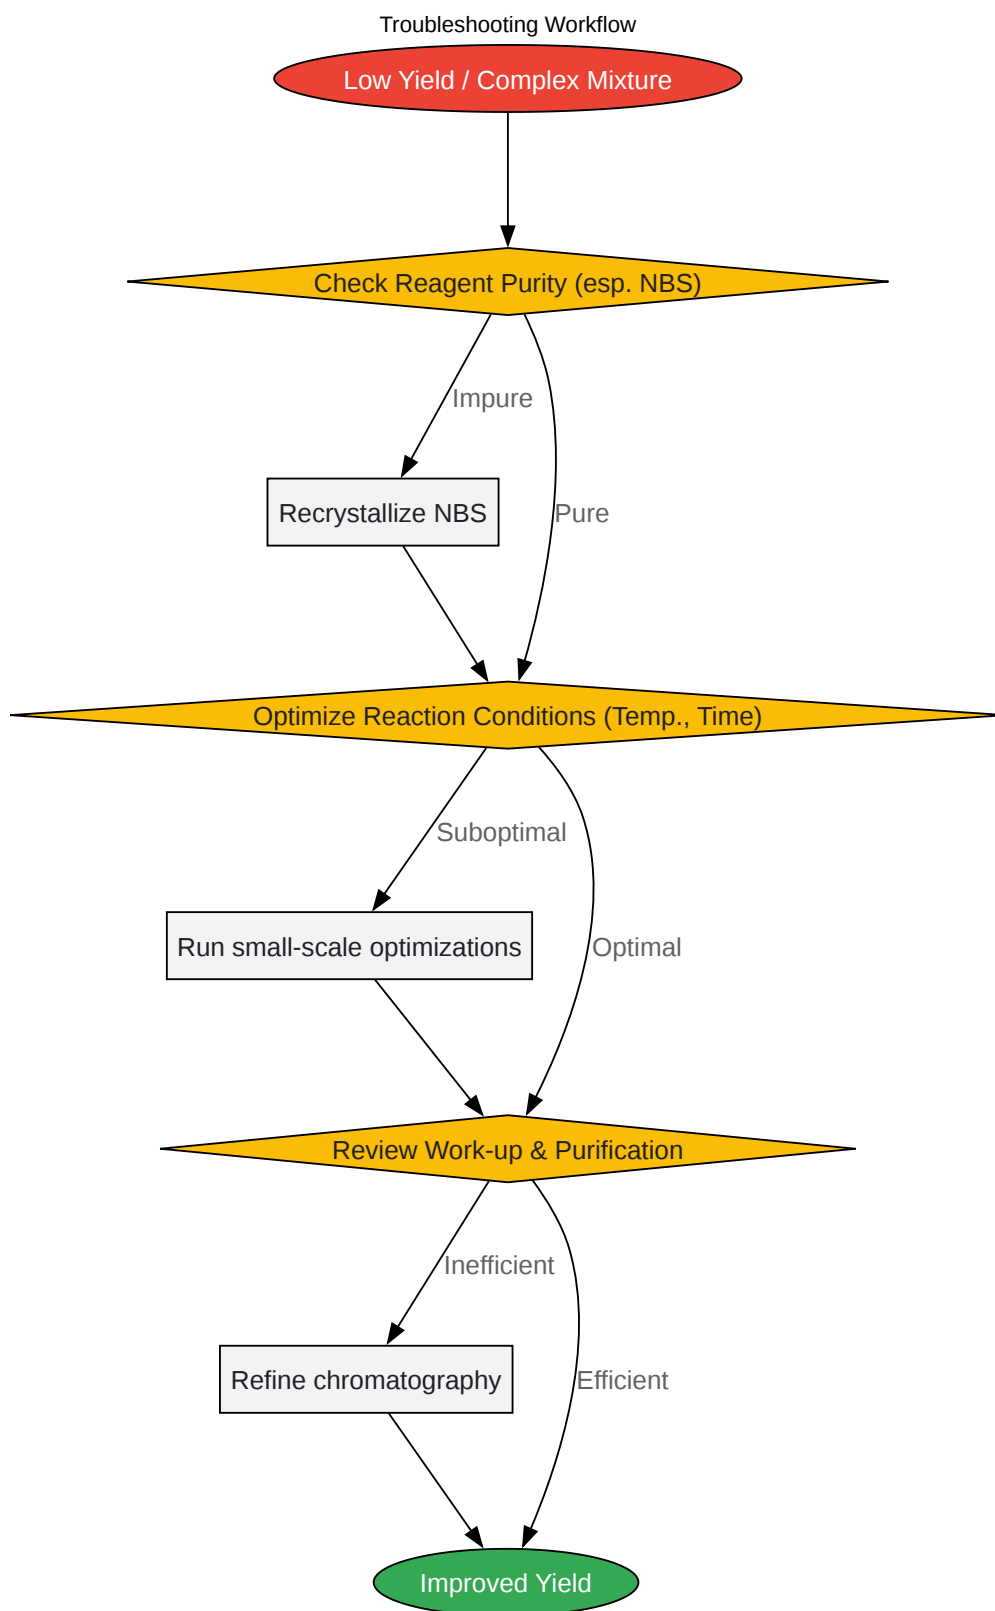 Troubleshooting Workflow
Low Yield / Complex Mixture
Check Reagent Purity (esp. NBS)
Impure
Recrystallize NBS
Pure
Optimize Reaction Conditions (Temp., Time)
Suboptimal
Run small-scale optimizations
Optimal
Review Work-up & Purification
Inefficient
Refine chromatography
Efficient
Improved Yield